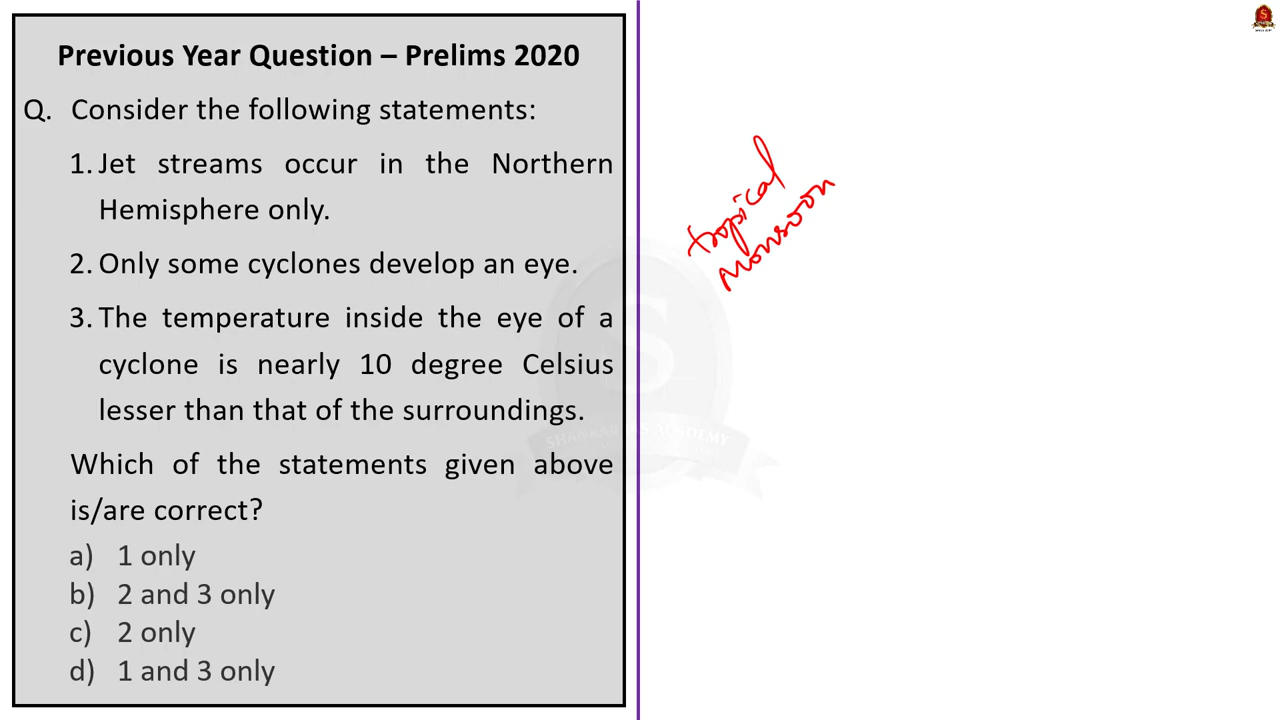 Previous Year Question – Prelims 2020
Q. Consider the following statements:
1. Jet streams occur in the Northern
Hemisphere only.
2. Only some cyclones develop an eye.
3. The temperature inside the eye of a
cyclone is nearly 10 degree Celsius
lesser than that of the surroundings.
Which of the statements given above
is/are correct?
a) 1 only
b) 2 and 3 only
c) 2 only
d) 1 and 3 only
tropical
monsoon